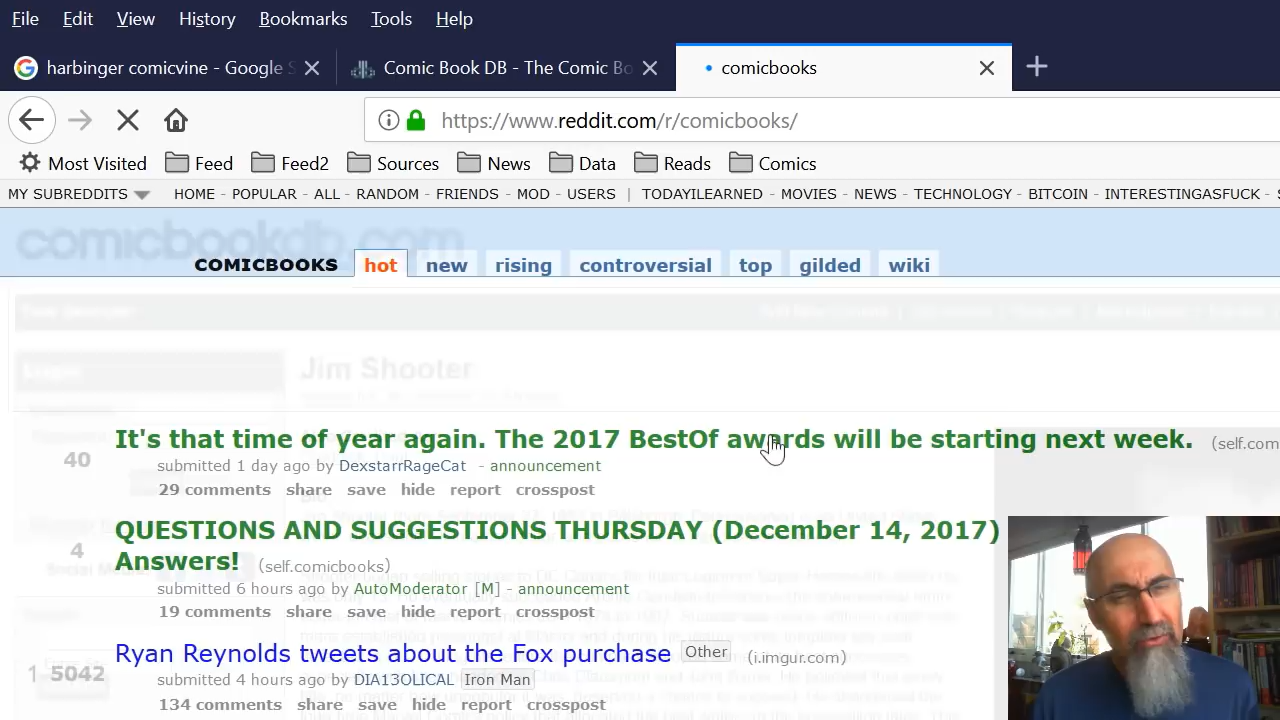 File Edit View History Bookmarks Tools Help
harbinger comicvine - Google S
Comic Book DB - The Comic Bo
comicbooks
https://www.reddit.com/r/comicbooks/
Most Visited Feed Feed2 Sources News Data Reads Comics
MY SUBREDDITS HOME - POPULAR - ALL - RANDOM - FRIENDS - MOD - USERS | TODAYILEARNED - MOVIES - NEWS - TECHNOLOGY - BITCOIN - INTERESTINGASFUCK -
comicbookdb.com
COMICBOOKS hot new rising controversial top gilded wiki
Jim Shooter
It's that time of year again. The 2017 BestOf awards will be starting next week. (self.com
40
submitted 1 day ago by DexstarrRageCat - announcement
29 comments share save hide report crosspost
QUESTIONS AND SUGGESTIONS THURSDAY (December 14, 2017)
4
Answers! (self.comicbooks)
submitted 6 hours ago by AutoModerator [M] - announcement
19 comments share save hide report crosspost
Ryan Reynolds tweets about the Fox purchase Other (i.imgur.com)
1 5042
submitted 4 hours ago by DIA13OLICAL Iron Man
134 comments share save hide report crosspost